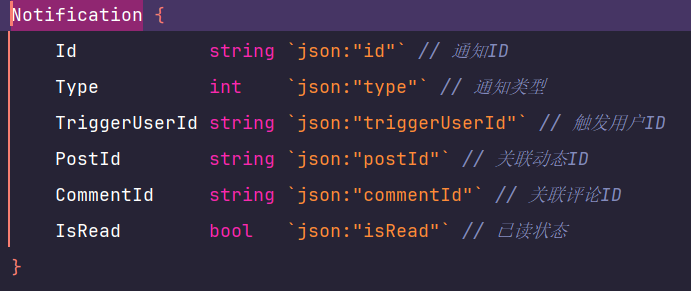 Notification {
    Id            string `json:"id"` // 通知ID
    Type          int    `json:"type"` // 通知类型
    TriggerUserId string `json:"triggerUserId"` // 触发用户ID
    PostId        string `json:"postId"` // 关联动态ID
    CommentId     string `json:"commentId"` // 关联评论ID
    IsRead        bool   `json:"isRead"` // 已读状态
}